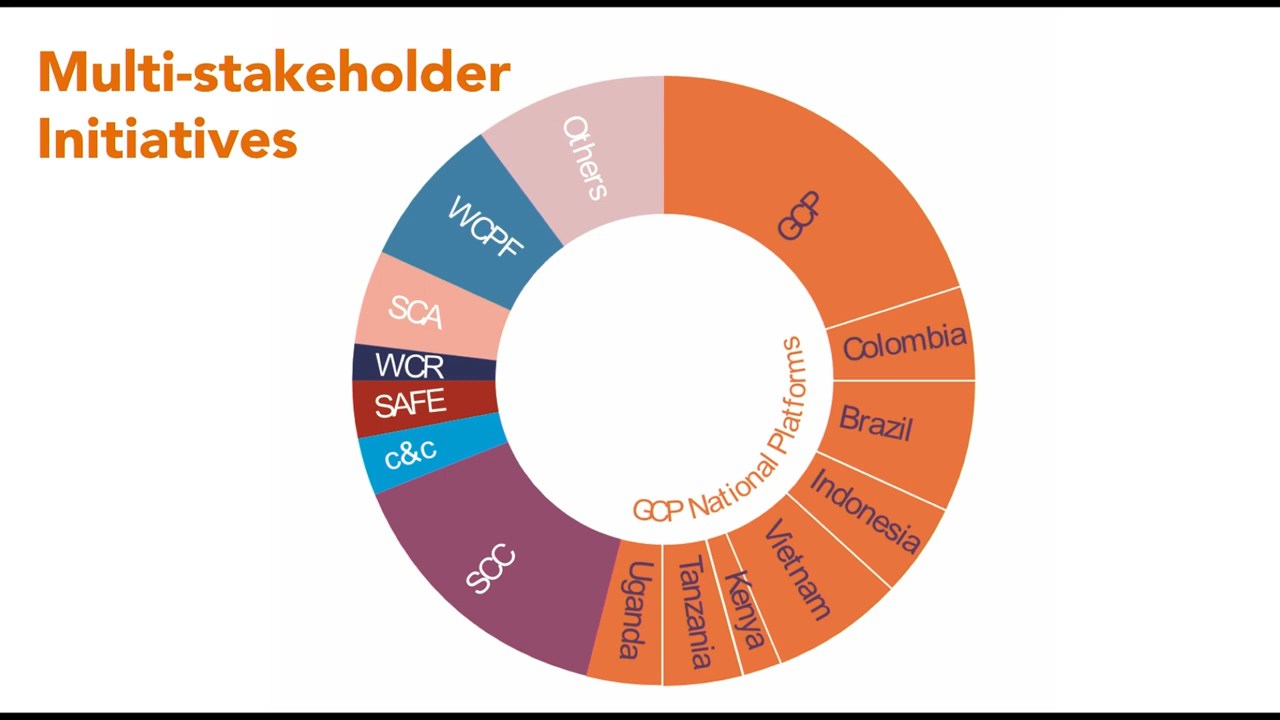 Multi-stakeholder
Initiatives
GCP
Colombia
Brazil
Indonesia
Vietnam
Kenya
Tanzania
Uganda
SCC
c&c
SAFE
WCR
SCA
WCPF
Others
GCP National Platforms